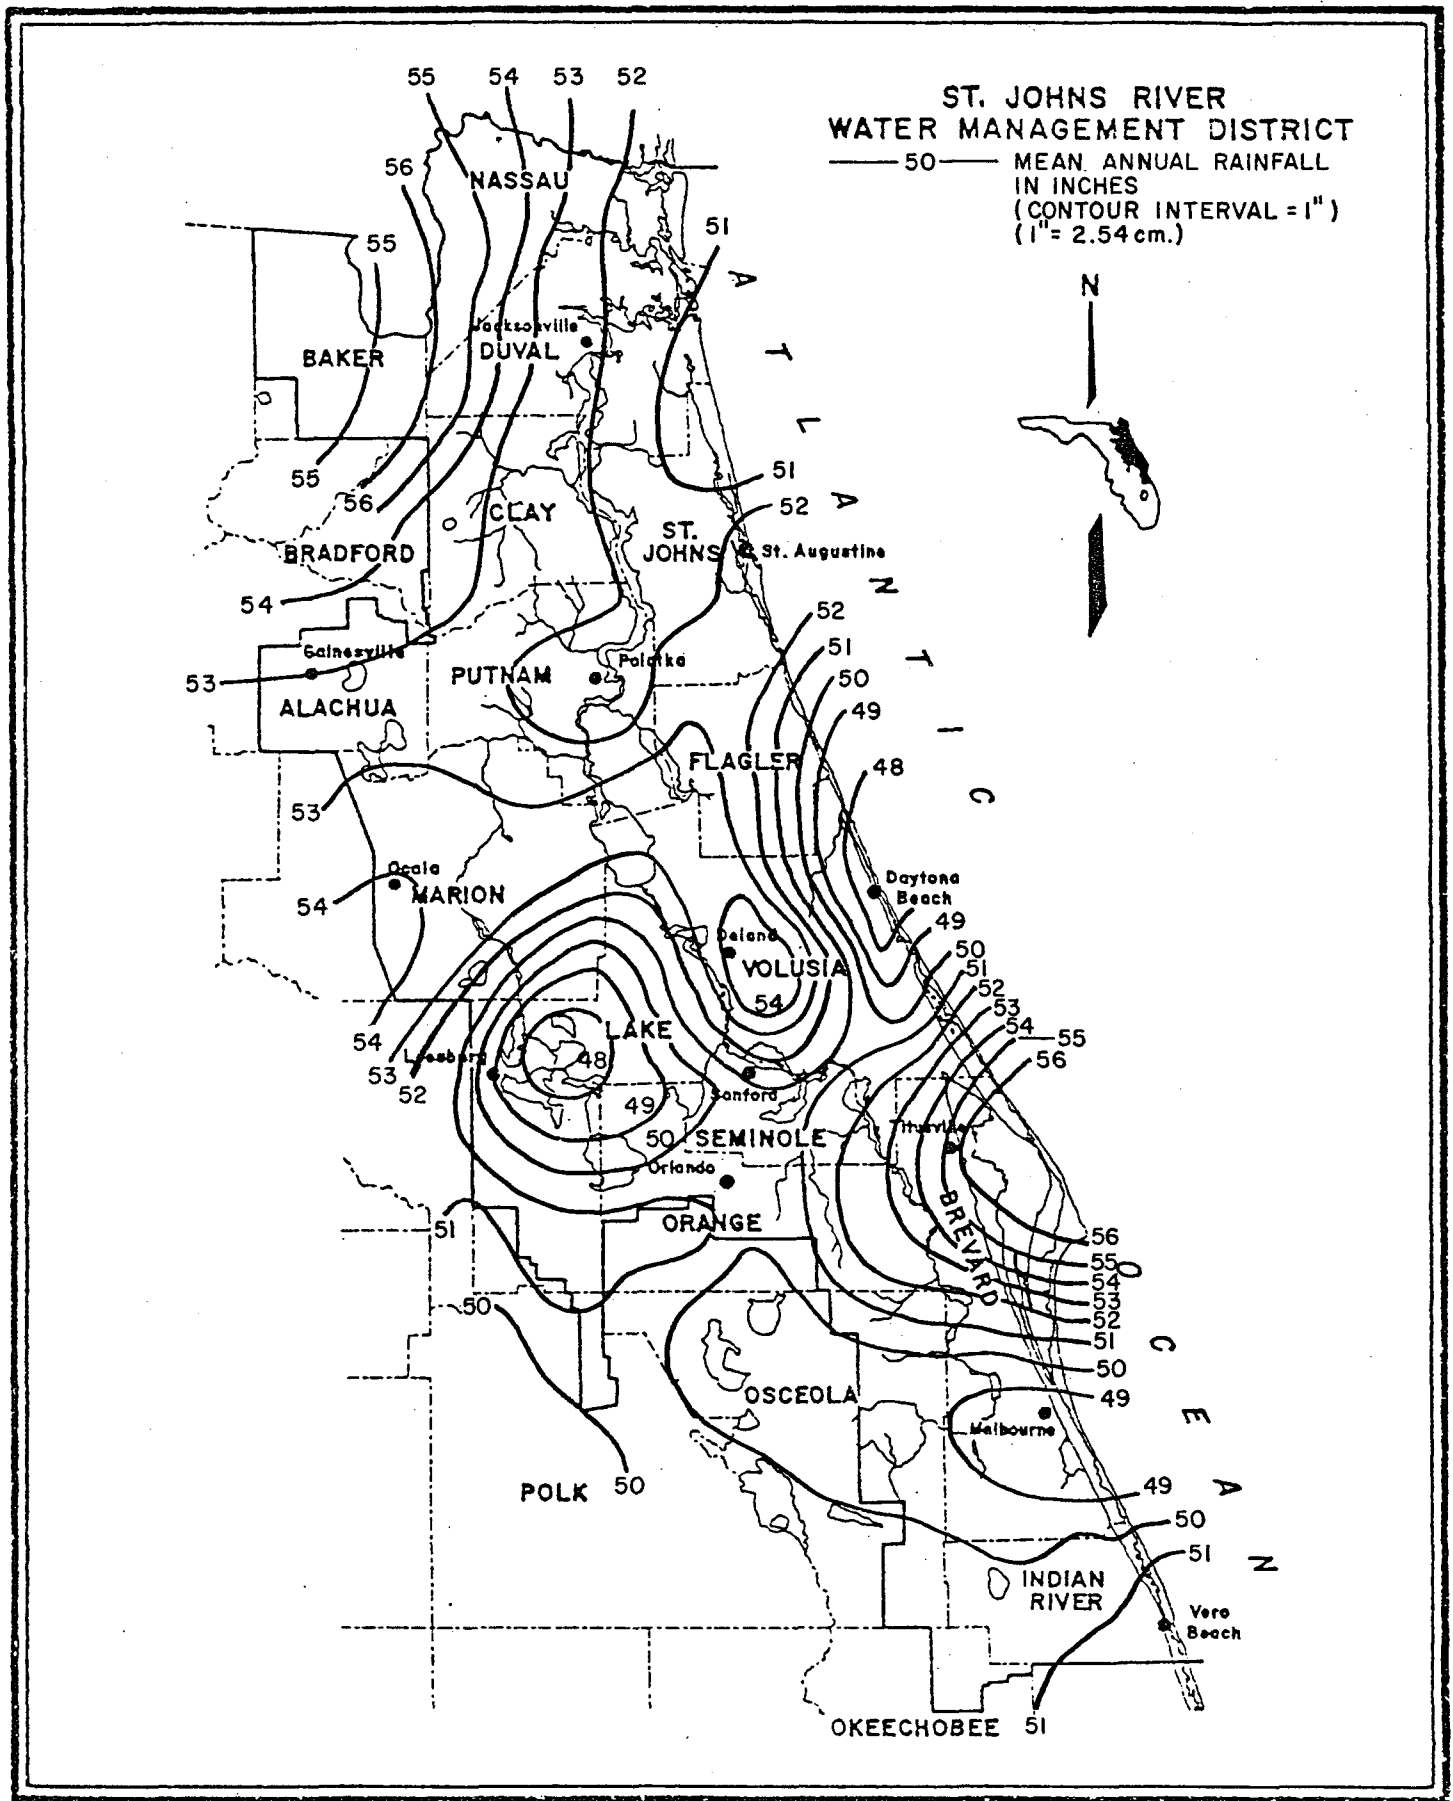 55 54 53 52
ST. JOHNS RIVER
WATER MANAGEMENT DISTRICT
50 MEAN ANNUAL RAINFALL
IN INCHES
(CONTOUR INTERVAL = 1")
(1" = 2.54 cm.)
56
NASSAU
55
51
N
Jacksonville
BAKER
DUVAL
ATLANTIC OCEAN
55
56
51
52
CLAY
ST.
JOHNS
St. Augustine
BRADFORD
54
52
Gainesville
51
PUTNAM
Palatka
50
53
ALACHUA
49
FLAGLER
48
53
Ocala
MARION
Daytona
Beach
54
49
Deland
50
VOLUSIA
51
54
52
53
LAKE
54
54
55
Leesburg
48
56
53
Sanford
52
49
Titusville
50
SEMINOLE
Orlando
51
ORANGE
BREVARD
56
55
54
50
53
52
51
50
OSCEOLA
49
Melbourne
POLK
50
49
50
51
INDIAN
RIVER
Vero
Beach
OKEECHOBEE
51